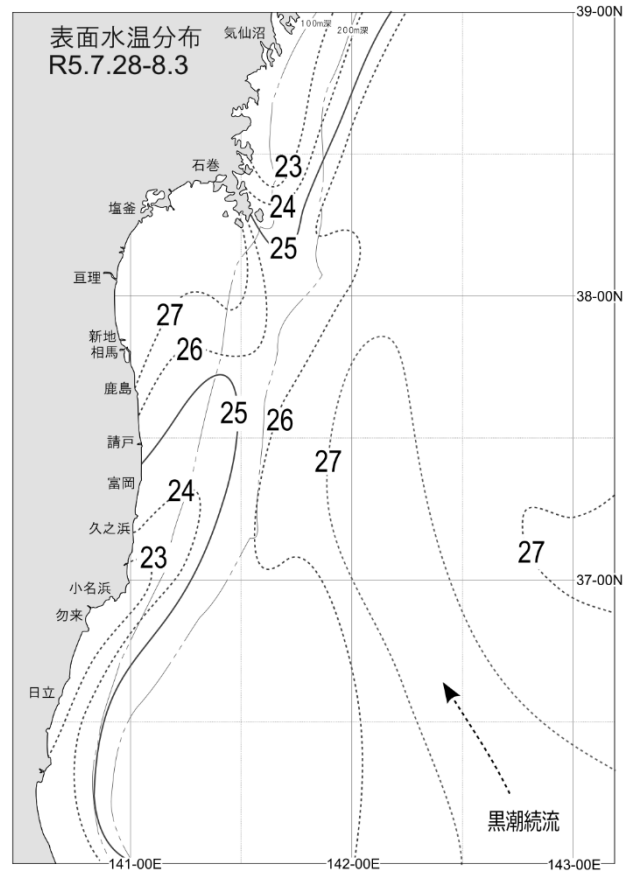 39-00N
表面水温分布
R5.7.28-8.3
気仙沼
100m深
200m深
23
石巻
24
塩釜
25
亘理
38-00N
27
新地
26
相馬
鹿島
25
26
請戸
27
富岡
24
久之浜
23
27
小名浜
37-00N
勿来
日立
黒潮続流
141-00E
142-00E
143-00E